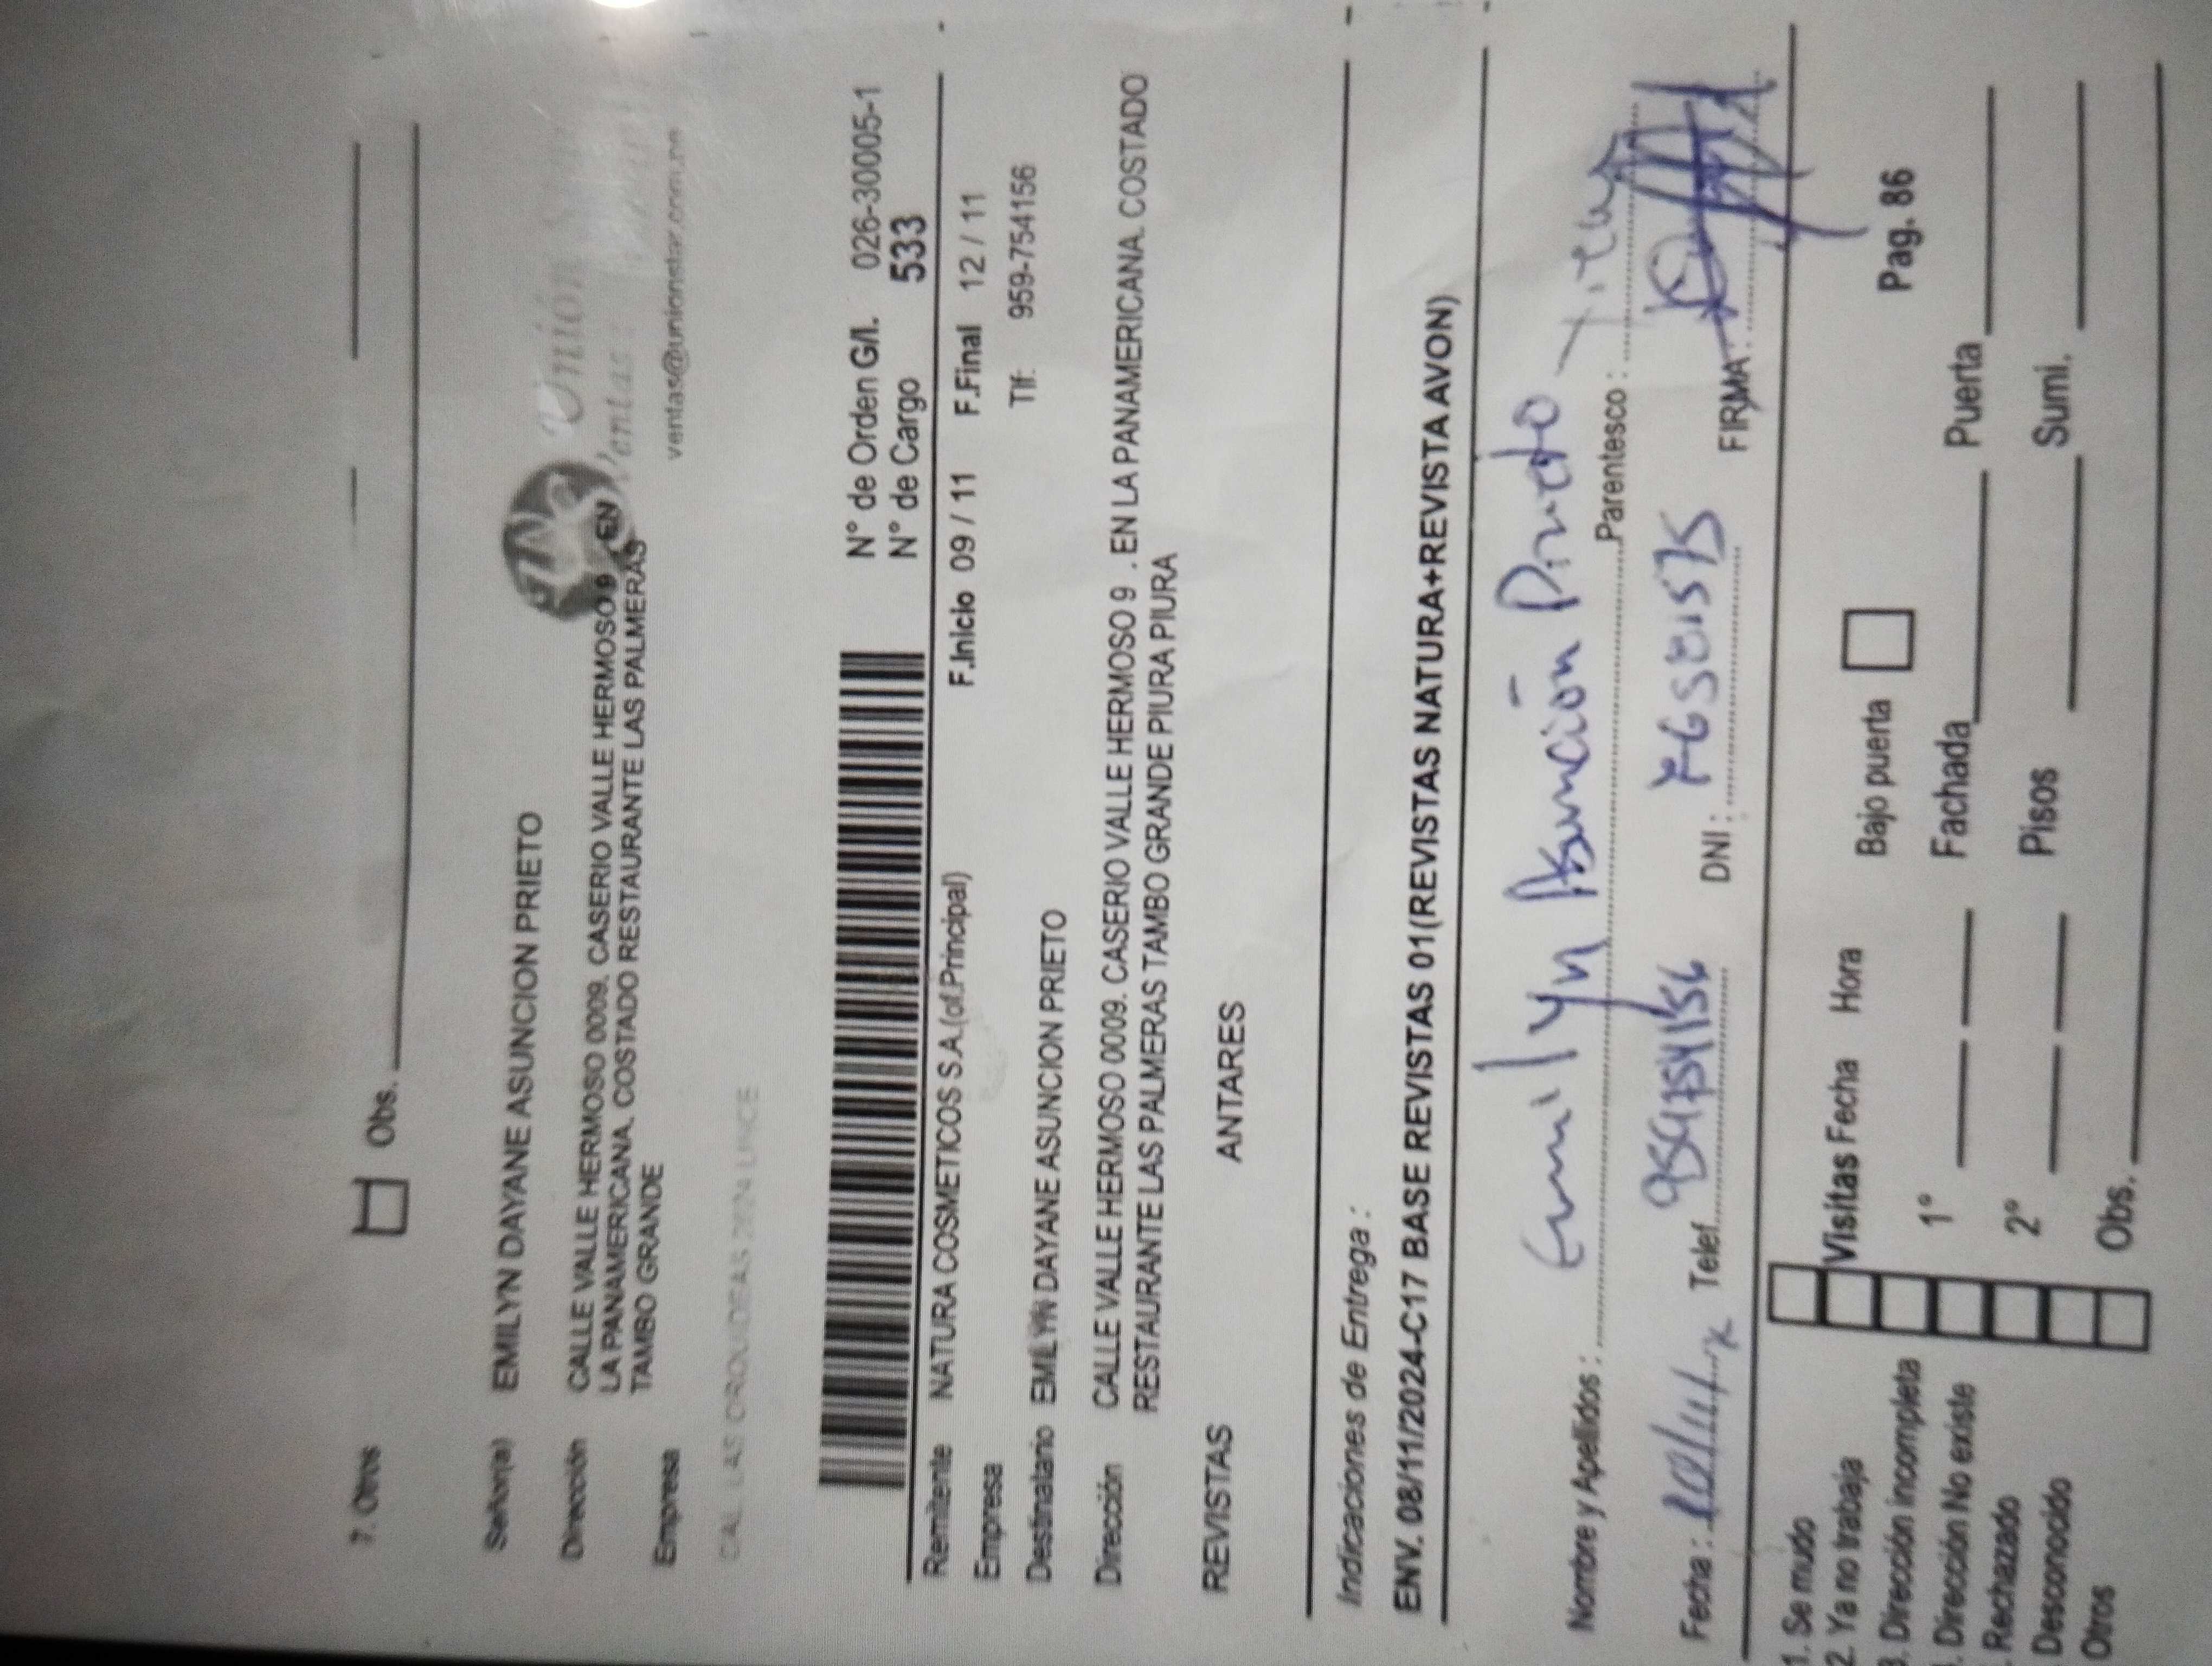 7. Otros Obs.
Señor(a) EMILYN DAYANE ASUNCION PRIETO
Unión
Ventas
Dirección CALLE VALLE HERMOSO 0009. CASERIO VALLE HERMOSO 9 . EN
LA PANAMERICANA. COSTADO RESTAURANTE LAS PALMERAS
TAMBO GRANDE
Empresa
ventas@unionstar.com.pe
N° de Orden G/I. 026-30005-1
N° de Cargo 533
Remitente NATURA COSMETICOS S.A.(of.Principal) F.Inicio 09 / 11 F.Final 12 / 11
Empresa Tlf: 959-754156
Destinatario EMILYN DAYANE ASUNCION PRIETO
Dirección CALLE VALLE HERMOSO 0009. CASERIO VALLE HERMOSO 9 . EN LA PANAMERICANA. COSTADO
RESTAURANTE LAS PALMERAS TAMBO GRANDE PIURA PIURA
REVISTAS ANTARES
Indicaciones de Entrega :
ENV. 08/11/2024-C17 BASE REVISTAS 01(REVISTAS NATURA+REVISTA AVON)
Nombre y Apellidos : Emilyn Asunción Prieto Parentesco :
Fecha : Telef. 959754156 DNI : FIRMA :
1. Se mudo
2. Ya no trabaja Visitas Fecha Hora Bajo puerta Pag. 86
3. Dirección incompleta
. Dirección No existe 1° Fachada Puerta
. Rechazado
Desconocido 2° Pisos Sumi.
Otros Obs.